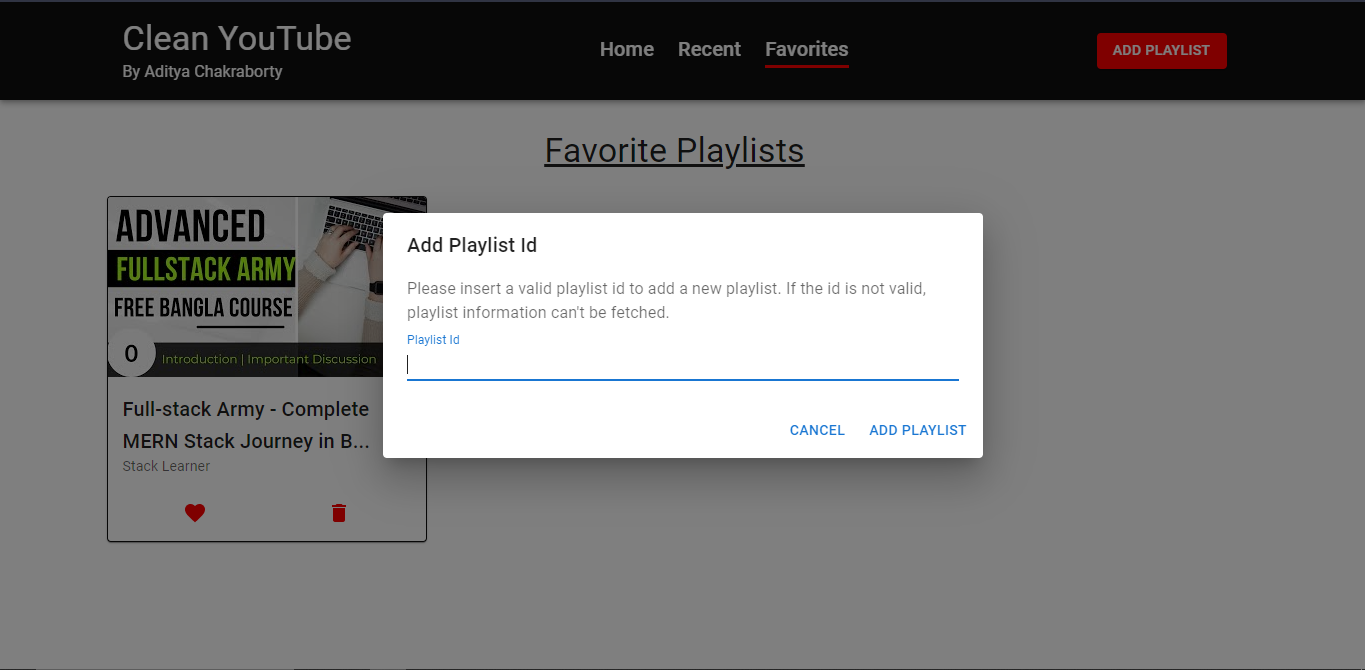 Clean YouTube
By Aditya Chakraborty
Home
Recent
Favorites
ADD PLAYLIST
Favorite Playlists
ADVANCED
FULLSTACK ARMY
FREE BANGLA COURSE
0
Introduction | Important Discussion
Full-stack Army - Complete
MERN Stack Journey in B...
Stack Learner
Add Playlist Id
Please insert a valid playlist id to add a new playlist. If the id is not valid,
playlist information can't be fetched.
Playlist Id
CANCEL
ADD PLAYLIST